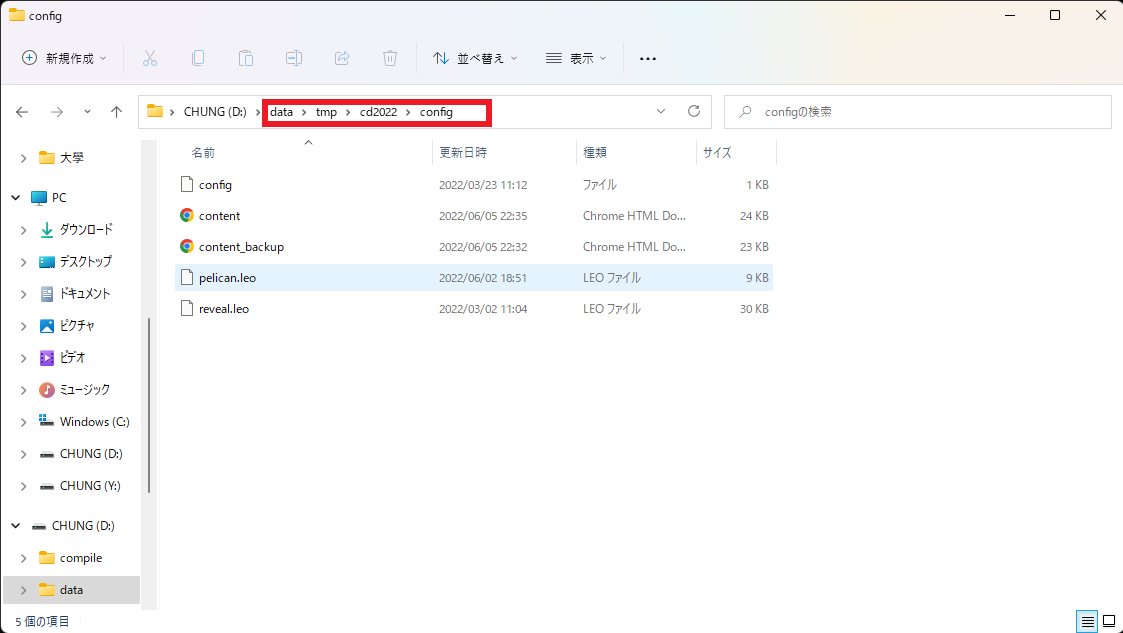 config
新規作成 並べ替え 表示
CHUNG (D:) data tmp cd2022 config configの検索
大學
PC
ダウンロード
デスクトップ
ドキュメント
ピクチャ
ビデオ
ミュージック
Windows (C:)
CHUNG (D:)
CHUNG (Y:)
CHUNG (D:)
compile
data
名前 更新日時 種類 サイズ
config 2022/03/23 11:12 ファイル 1 KB
content 2022/06/05 22:35 Chrome HTML Do... 24 KB
content_backup 2022/06/05 22:32 Chrome HTML Do... 23 KB
pelican.leo 2022/06/02 18:51 LEO ファイル 9 KB
reveal.leo 2022/03/02 11:04 LEO ファイル 30 KB
5 個の項目